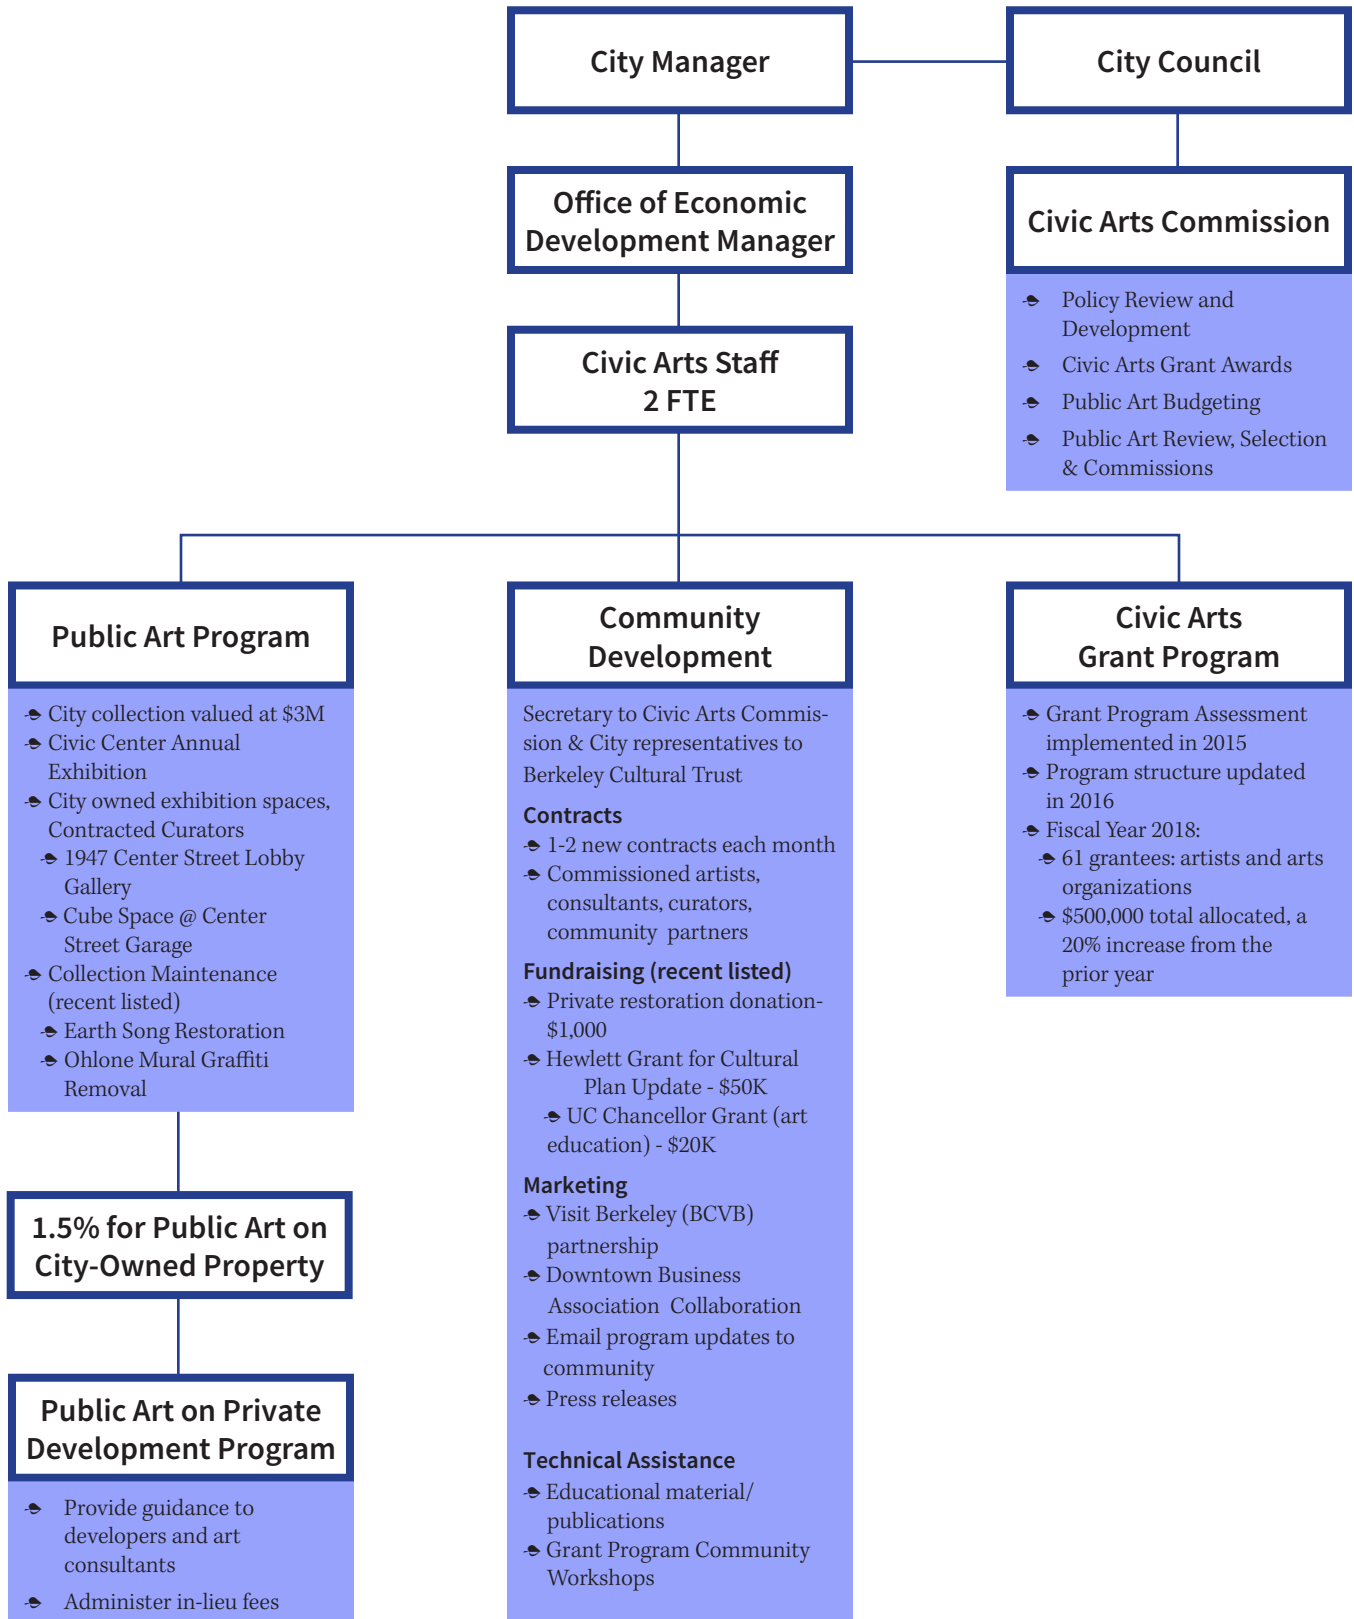 City Manager
City Council
Office of Economic
Development Manager
Civic Arts Commission
Policy Review and
Development
Civic Arts Grant Awards
Public Art Budgeting
Public Art Review, Selection
& Commissions
Civic Arts Staff
2 FTE
Public Art Program
City collection valued at $3M
Civic Center Annual
Exhibition
City owned exhibition spaces,
Contracted Curators
1947 Center Street Lobby
Gallery
Cube Space @ Center
Street Garage
Collection Maintenance
(recent listed)
Earth Song Restoration
Ohlone Mural Graffiti
Removal
1.5% for Public Art on
City-Owned Property
Public Art on Private
Development Program
Provide guidance to
developers and art
consultants
Administer in-lieu fees
Community
Development
Secretary to Civic Arts Commis-
sion & City representatives to
Berkeley Cultural Trust
Contracts
1-2 new contracts each month
Commissioned artists,
consultants, curators,
community partners
Fundraising (recent listed)
Private restoration donation-
$1,000
Hewlett Grant for Cultural
Plan Update - $50K
UC Chancellor Grant (art
education) - $20K
Marketing
Visit Berkeley (BCVB)
partnership
Downtown Business
Association Collaboration
Email program updates to
community
Press releases
Technical Assistance
Educational material/
publications
Grant Program Community
Workshops
Civic Arts
Grant Program
Grant Program Assessment
implemented in 2015
Program structure updated
in 2016
Fiscal Year 2018:
61 grantees: artists and arts
organizations
$500,000 total allocated, a
20% increase from the
prior year